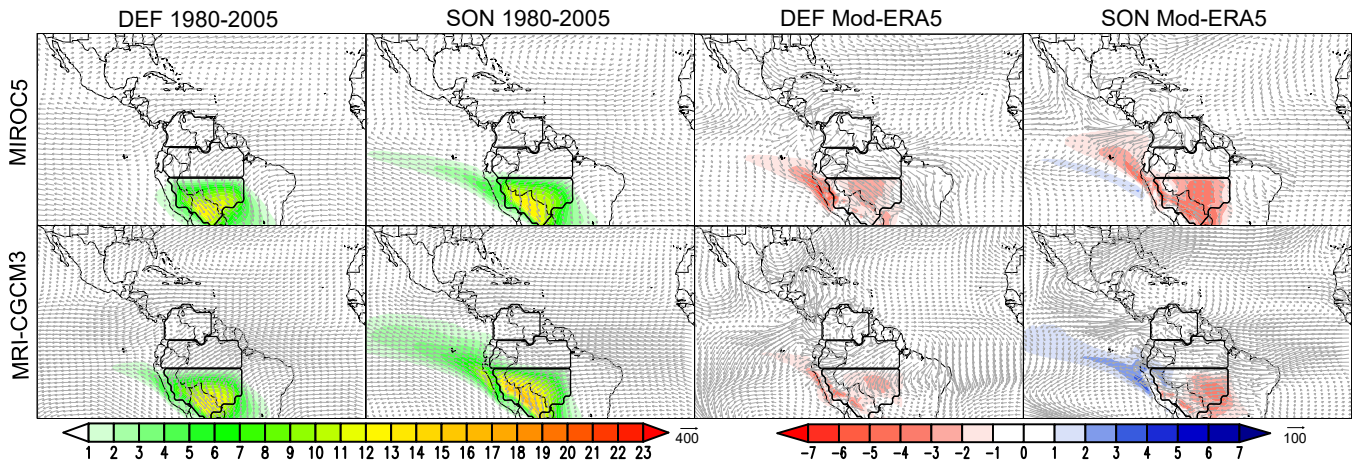 DEF 1980-2005 SON 1980-2005 DEF Mod-ERA5 SON Mod-ERA5
MIROC5
MRI-CGCM3
1 2 3 4 5 6 7 8 9 10 11 12 13 14 15 16 17 18 19 20 21 22 23 400
-7 -6 -5 -4 -3 -2 -1 0 1 2 3 4 5 6 7 100